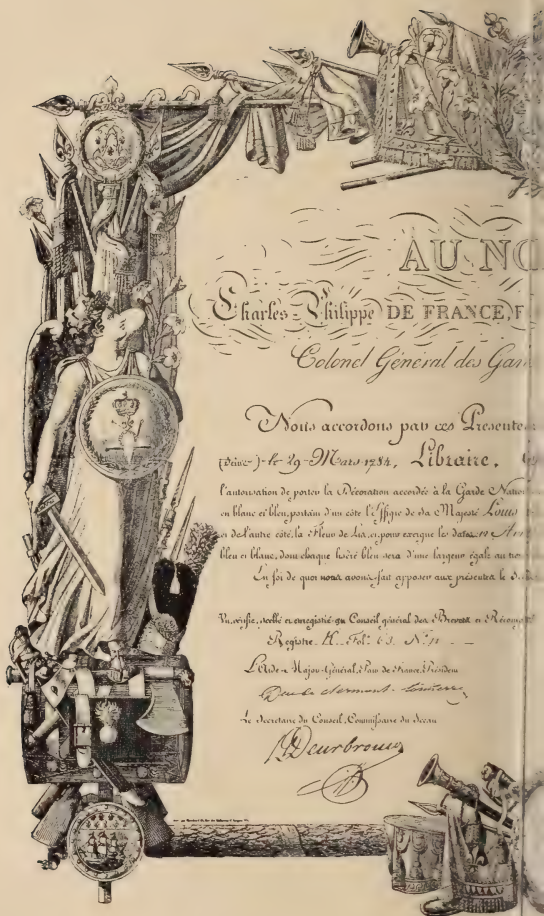 AU NO
Charles-Philippe DE FRANCE, F
Colonel Général des Gar
Nous accordons par ces Présente
(Seine) le 29 Mars 1784, Libraire,
l'autorisation de porter la Décoration accordée à la Garde Nation
en blanc et bleu, portant d'un côté l'Effigie de Sa Majesté Louis
et de l'autre côté, la Fleur de Lis, et pour exergue les dates 12 Avr
bleu et blanc, dont chaque liséré bleu sera d'une largeur égale au
En foi de quoi nous avons fait apposer aux présentes le
Vu, vérifié, scellé et enregistré au Conseil général des Brevets et Récomp
Registre H. Fol. 63. N.º
L'Aide-Major-Général, Pair de France, Président
Le Secrétaire du Conseil, Commissaire du Sceau